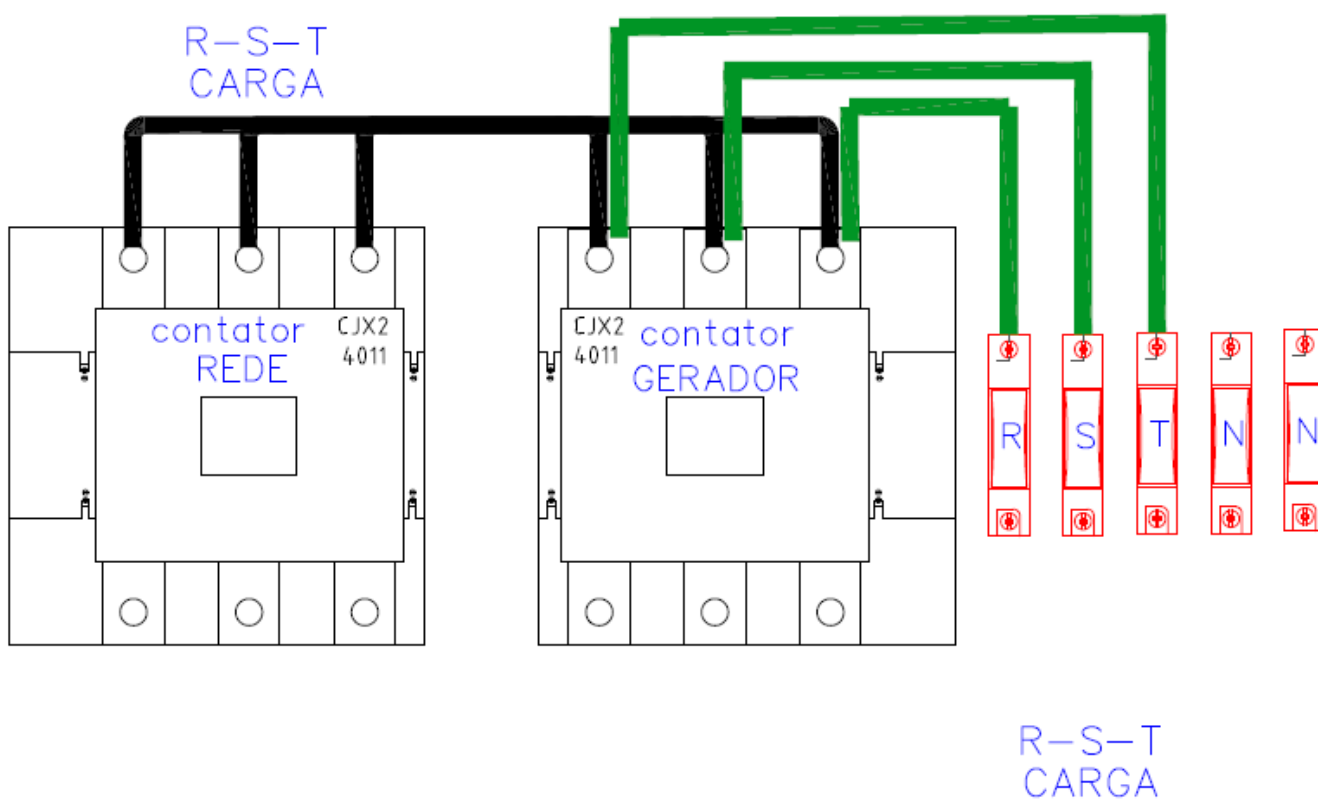 R-S-T
CARGA
contator
REDE
CJX2
4011
CJX2
4011
contator
GERADOR
R
S
T
N
N
R-S-T
CARGA